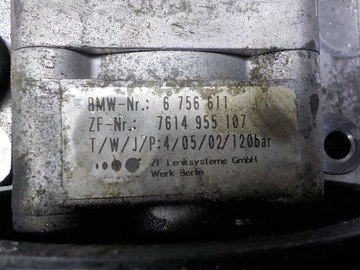 BMW-Nr.: 6 756 611
ZF-Nr.: 7614 955 107
T/W/J/P:4/05/02/120bar
ZF Lenksysteme GmbH
Werk Berlin